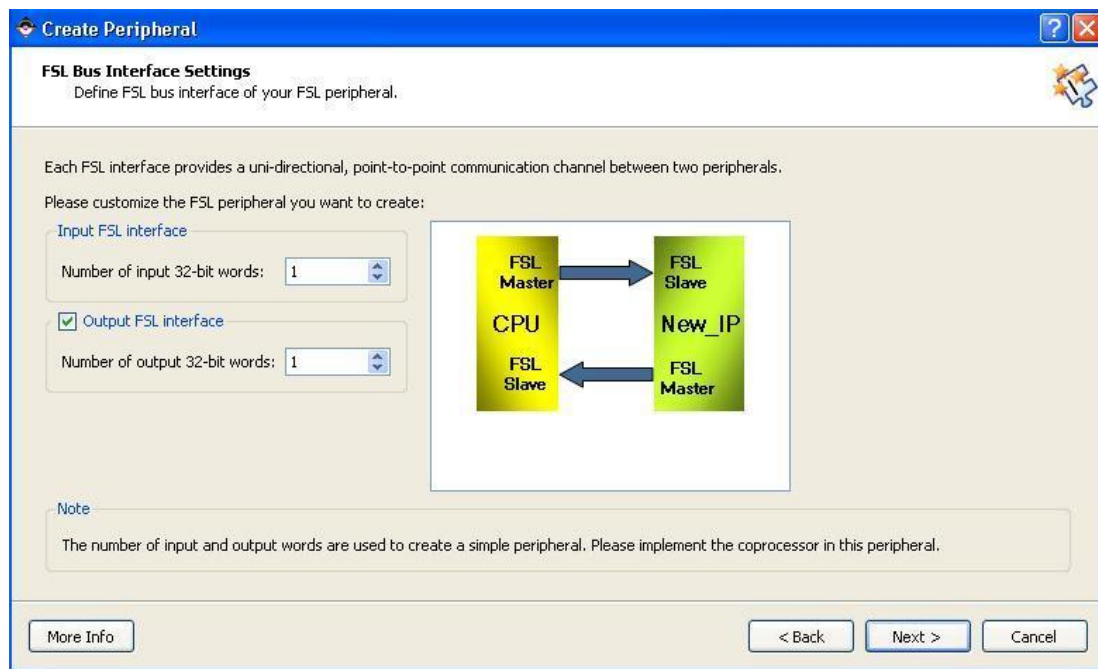 Create Peripheral
FSL Bus Interface Settings
Define FSL bus interface of your FSL peripheral.
Each FSL interface provides a uni-directional, point-to-point communication channel between two peripherals.
Please customize the FSL peripheral you want to create:
Input FSL interface
Number of input 32-bit words: 1
Output FSL interface
Number of output 32-bit words: 1
FSL Master
FSL Slave
CPU
New_IP
FSL Slave
FSL Master
Note
The number of input and output words are used to create a simple peripheral. Please implement the coprocessor in this peripheral.
More Info
< Back
Next >
Cancel